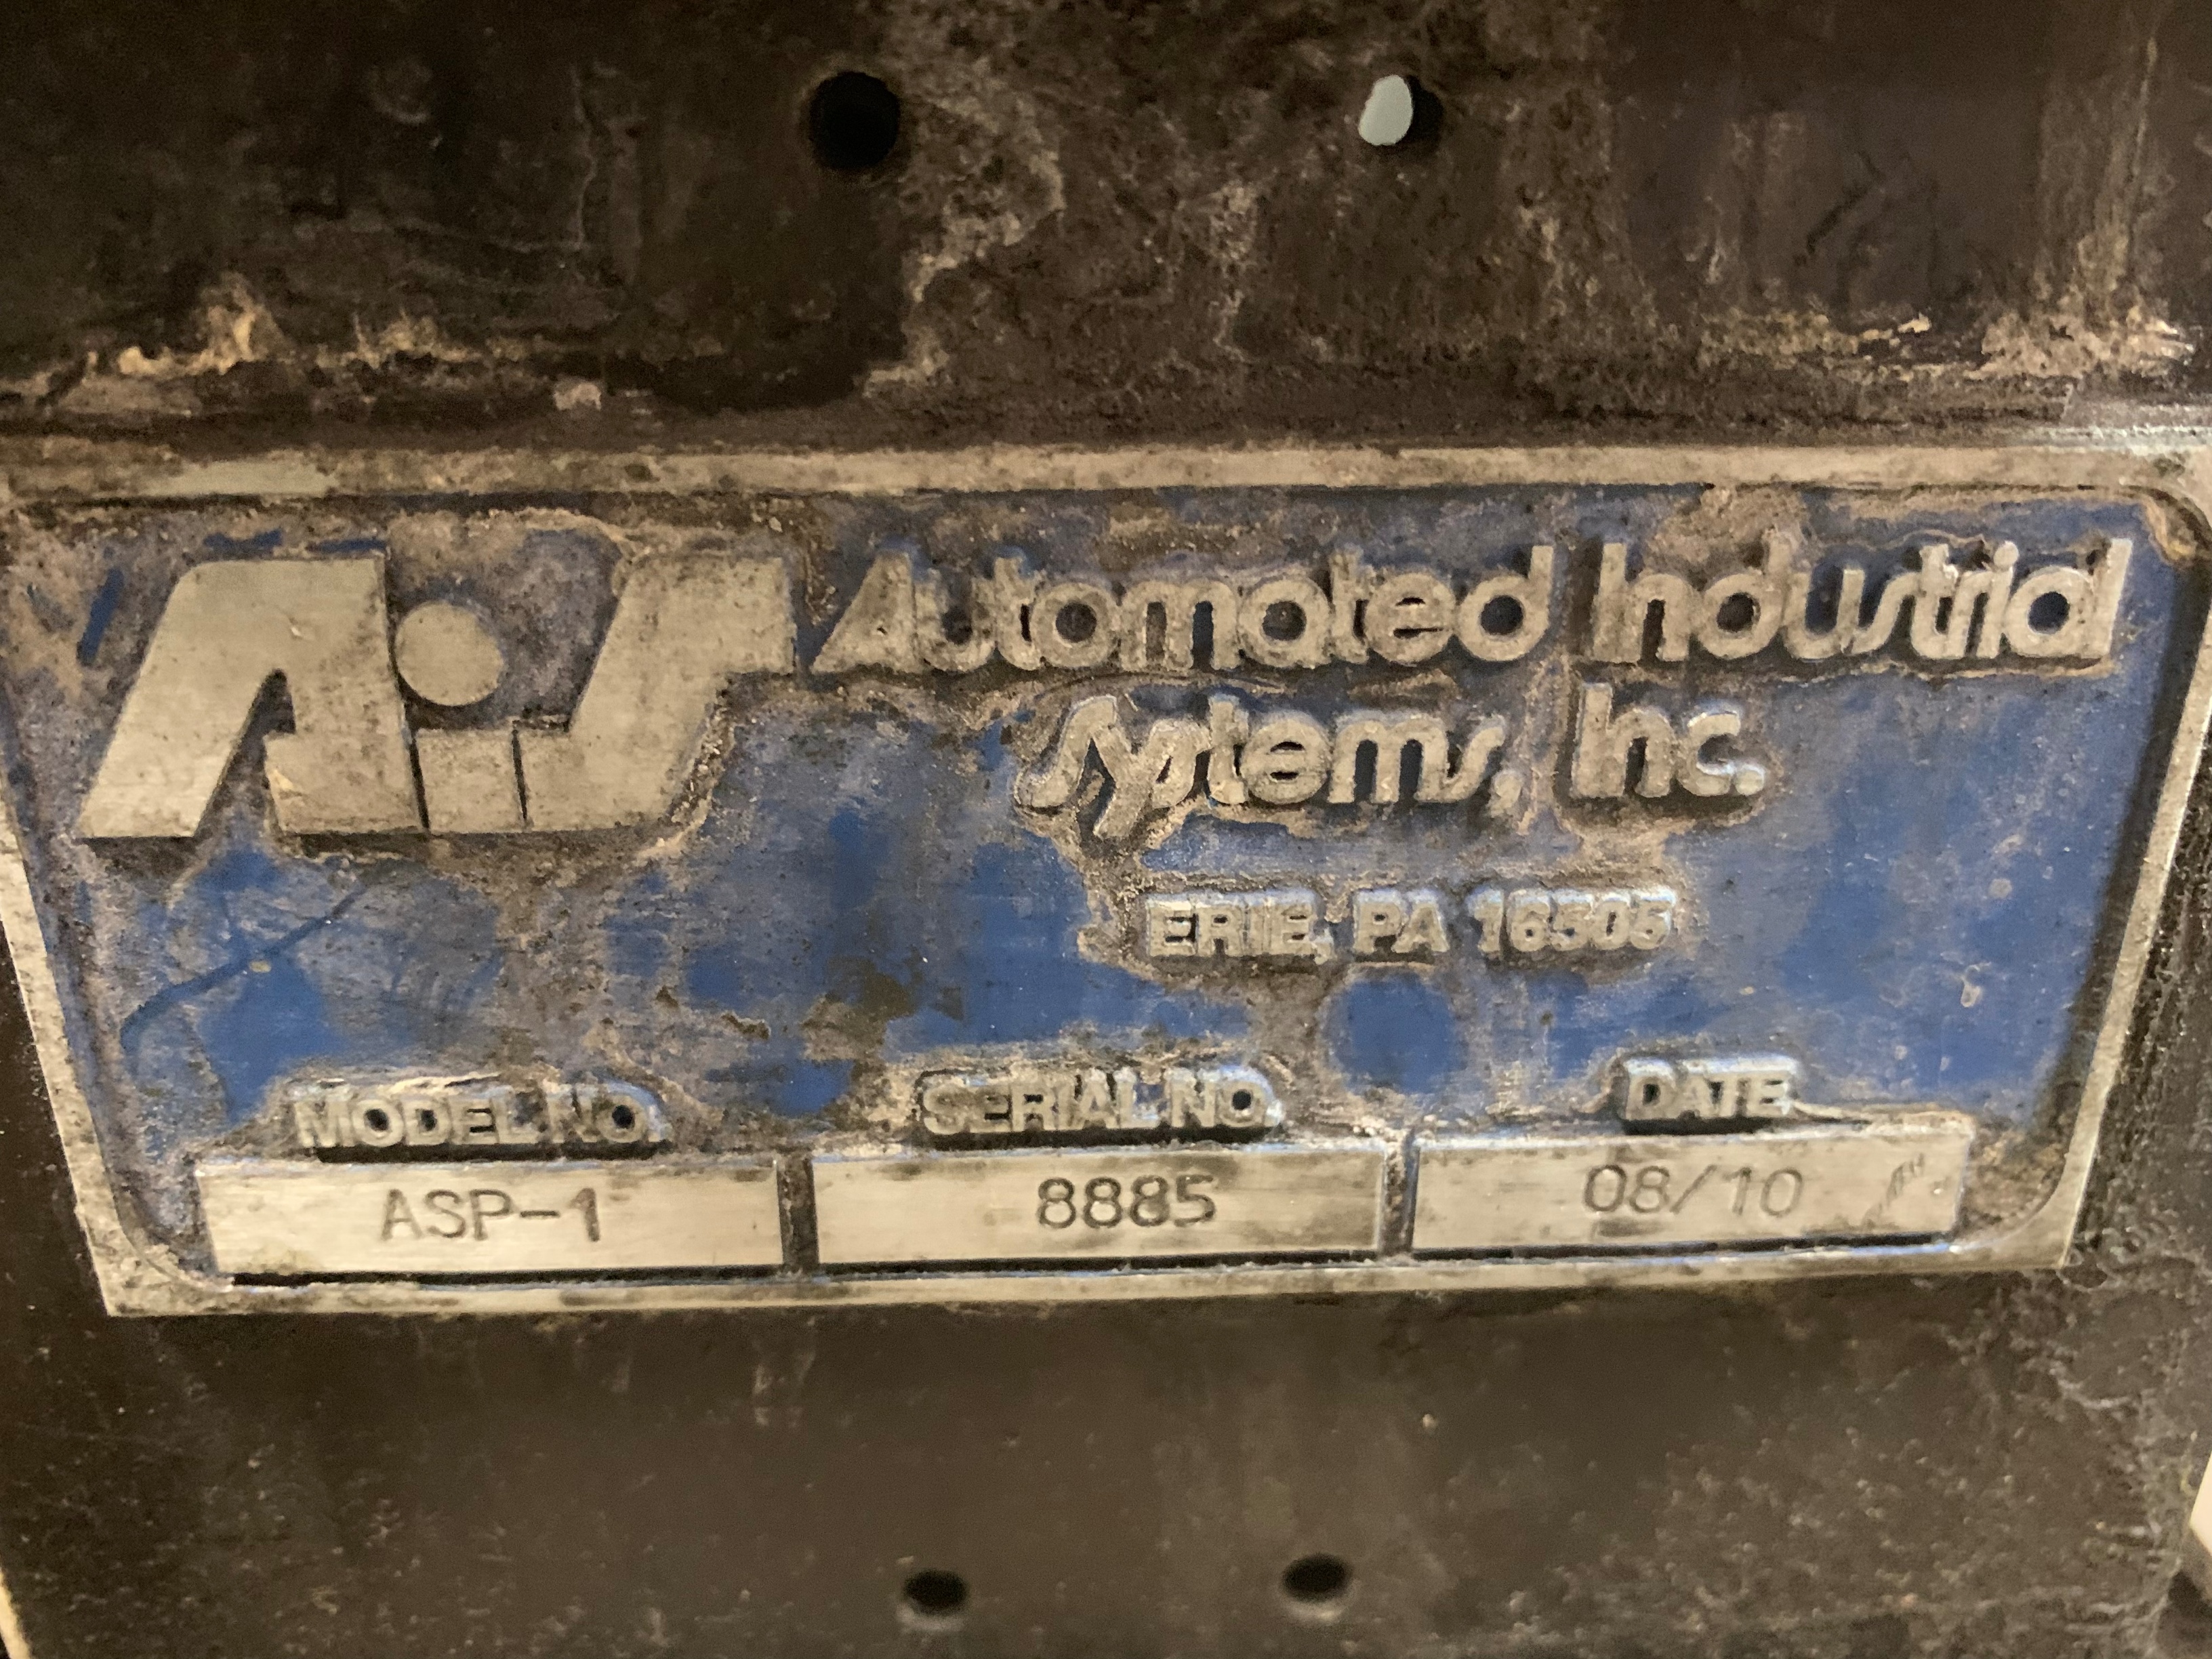 AIS Automated Industrial
Systems, Inc.
ERIE, PA 16505
MODEL NO. SERIAL NO. DATE
ASP-1 8885 08/10